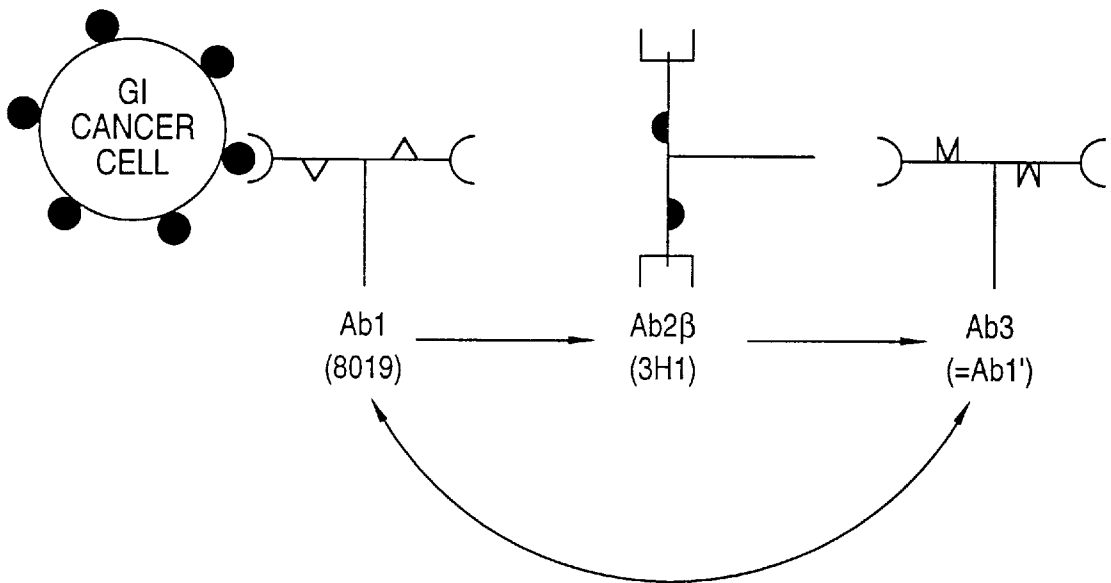 GI
CANCER
CELL
Ab1
(8019)
Ab2β
(3H1)
Ab3
(=Ab1')